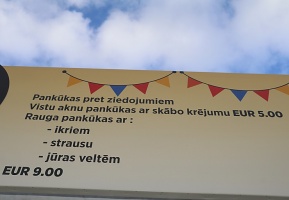 Pankūkas pret ziedojumiem
Vistu aknu pankūkas ar skābo krējumu EUR 5.00
Rauga pankūkas ar :
- ikriem
- strausu
- jūras veltēm
EUR 9.00